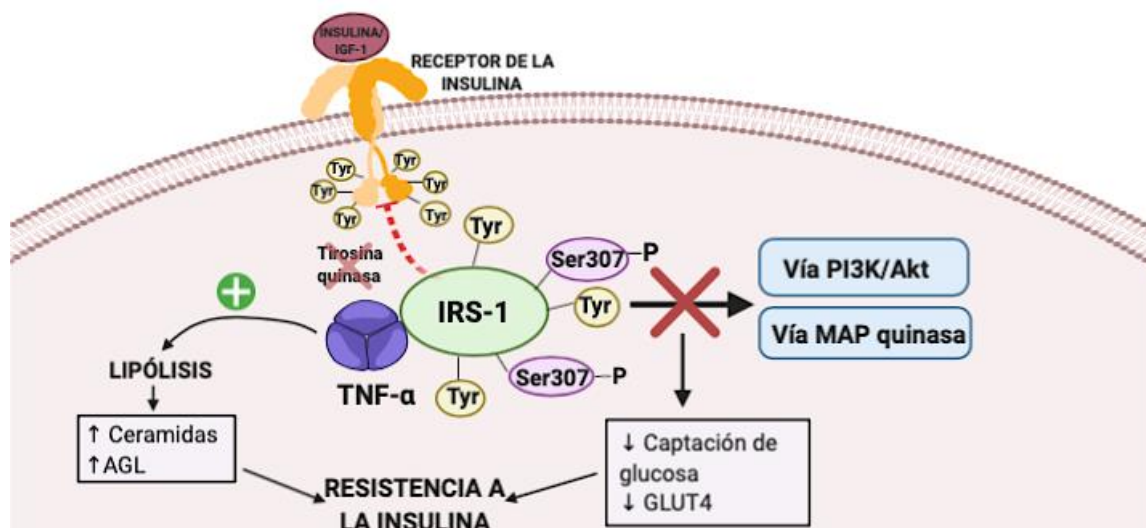 INSULINA/
IGF-1
RECEPTOR DE LA
INSULINA
Tyr
Tyr
Tyr
Tyr
Tyr
Tyr
Tirosina
quinasa
Tyr
Ser307-P
IRS-1
Tyr
Ser307-P
Tyr
TNF-α
Vía PI3K/Akt
Vía MAP quinasa
LIPÓLISIS
↑ Ceramidas
↑AGL
↓ Captación de
glucosa
↓ GLUT4
RESISTENCIA A
LA INSULINA